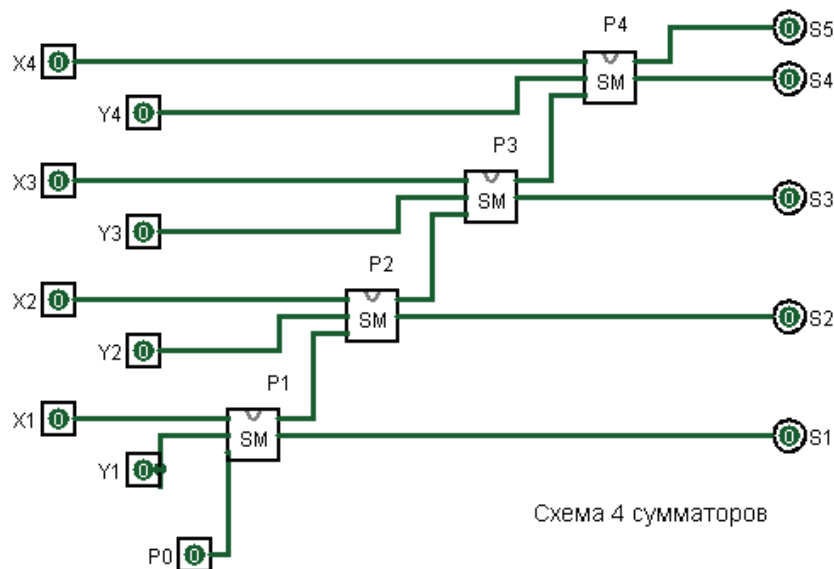 P4
S5
X4 0 SM 0 S4
Y4 0
P3
X3 0 SM 0 S3
Y3 0
P2
X2 0 SM 0 S2
Y2 0
P1
X1 0 SM 0 S1
Y1 0
Схема 4 сумматоров
P0 0